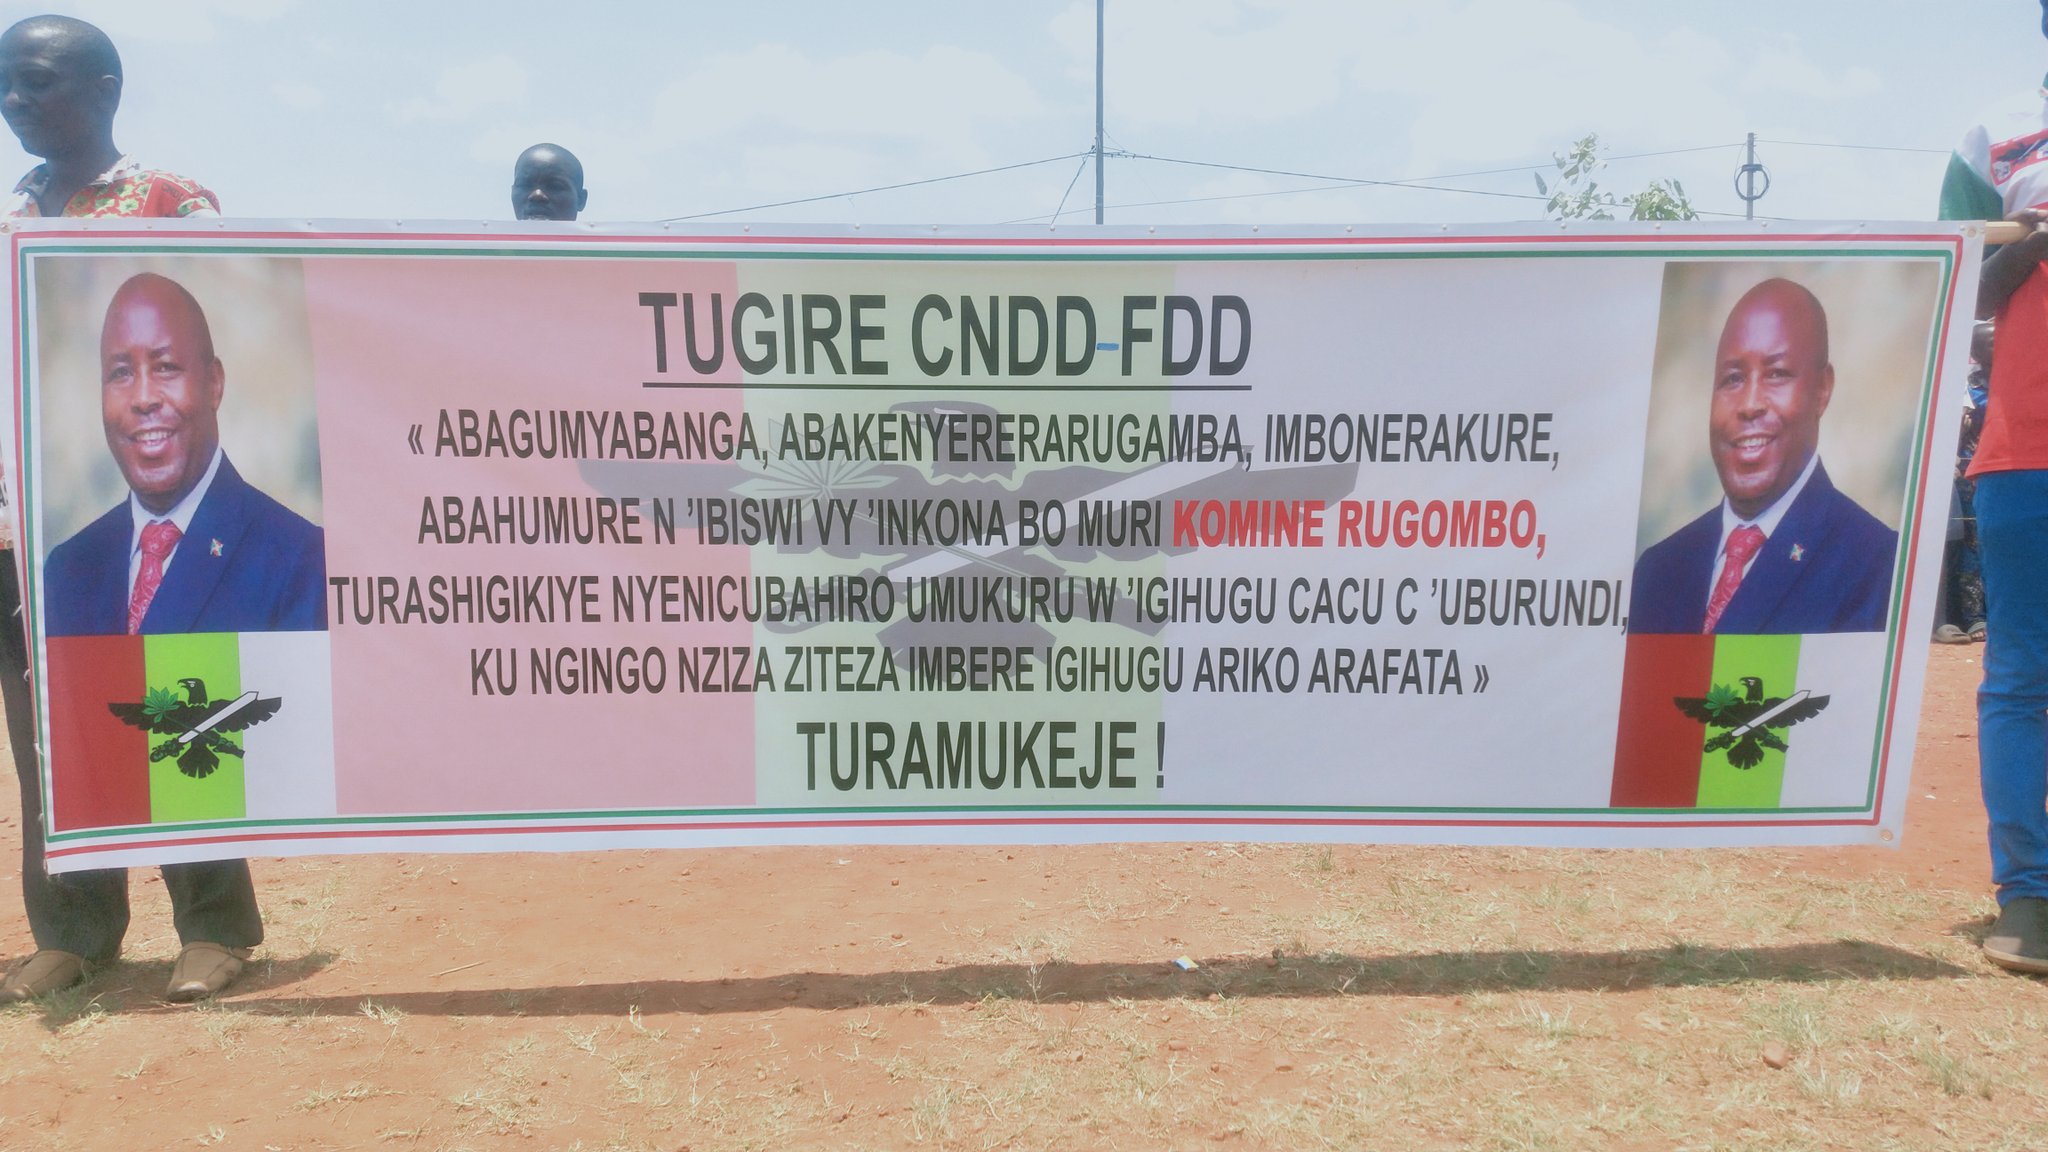 TUGIRE CNDD-FDD
« ABAGUMYABANGA, ABAKENYERERARUGAMBA, IMBONERAKURE,
ABAHUMURE N 'IBISWI VY 'INKONA BO MURI KOMINE RUGOMBO,
TURASHIGIKIYE NYENICUBAHIRO UMUKURU W 'IGIHUGU CACU C 'UBURUNDI,
KU NGINGO NZIZA ZITEZA IMBERE IGIHUGU ARIKO ARAFATA »
TURAMUKEJE !